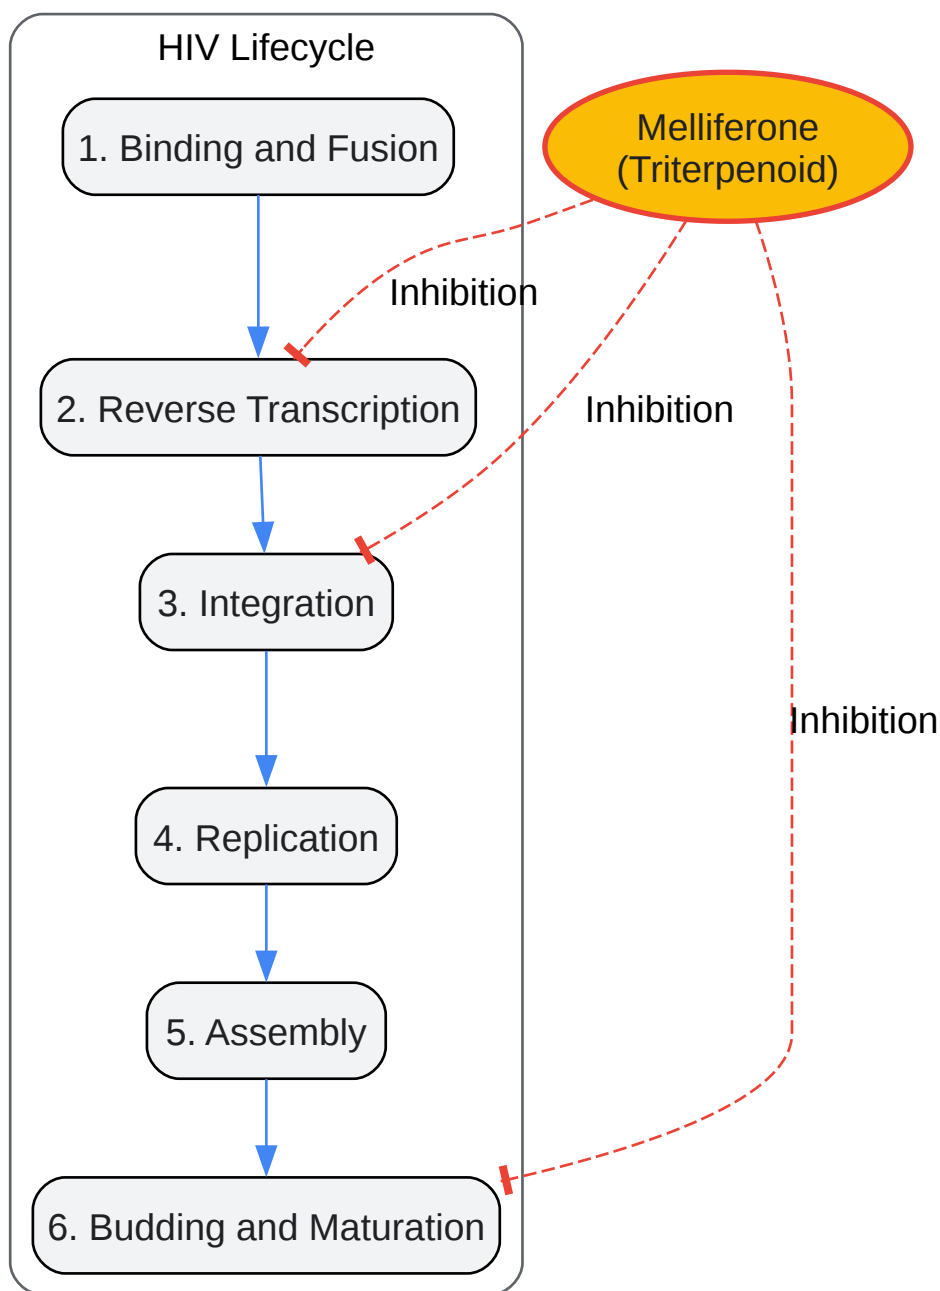 HIV Lifecycle
1. Binding and Fusion
Melliferone
(Triterpenoid)
Inhibition
2. Reverse Transcription
Inhibition
3. Integration
Inhibition
4. Replication
5. Assembly
6. Budding and Maturation